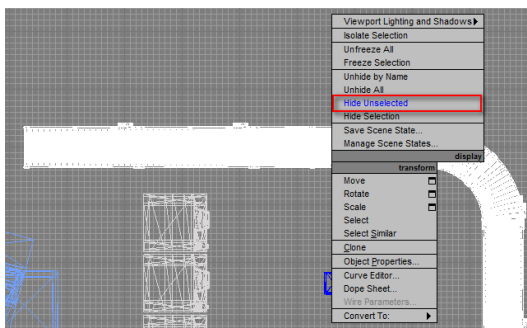 Viewport Lighting and Shadows
Isolate Selection
Unfreeze All
Freeze Selection
Unhide by Name
Unhide All
Hide Unselected
Hide Selection
Save Scene State...
Manage Scene States...
display
transform
Move
Rotate
Scale
Select
Select Similar
Clone
Object Properties...
Curve Editor...
Dope Sheet...
Wire Parameters...
Convert To: